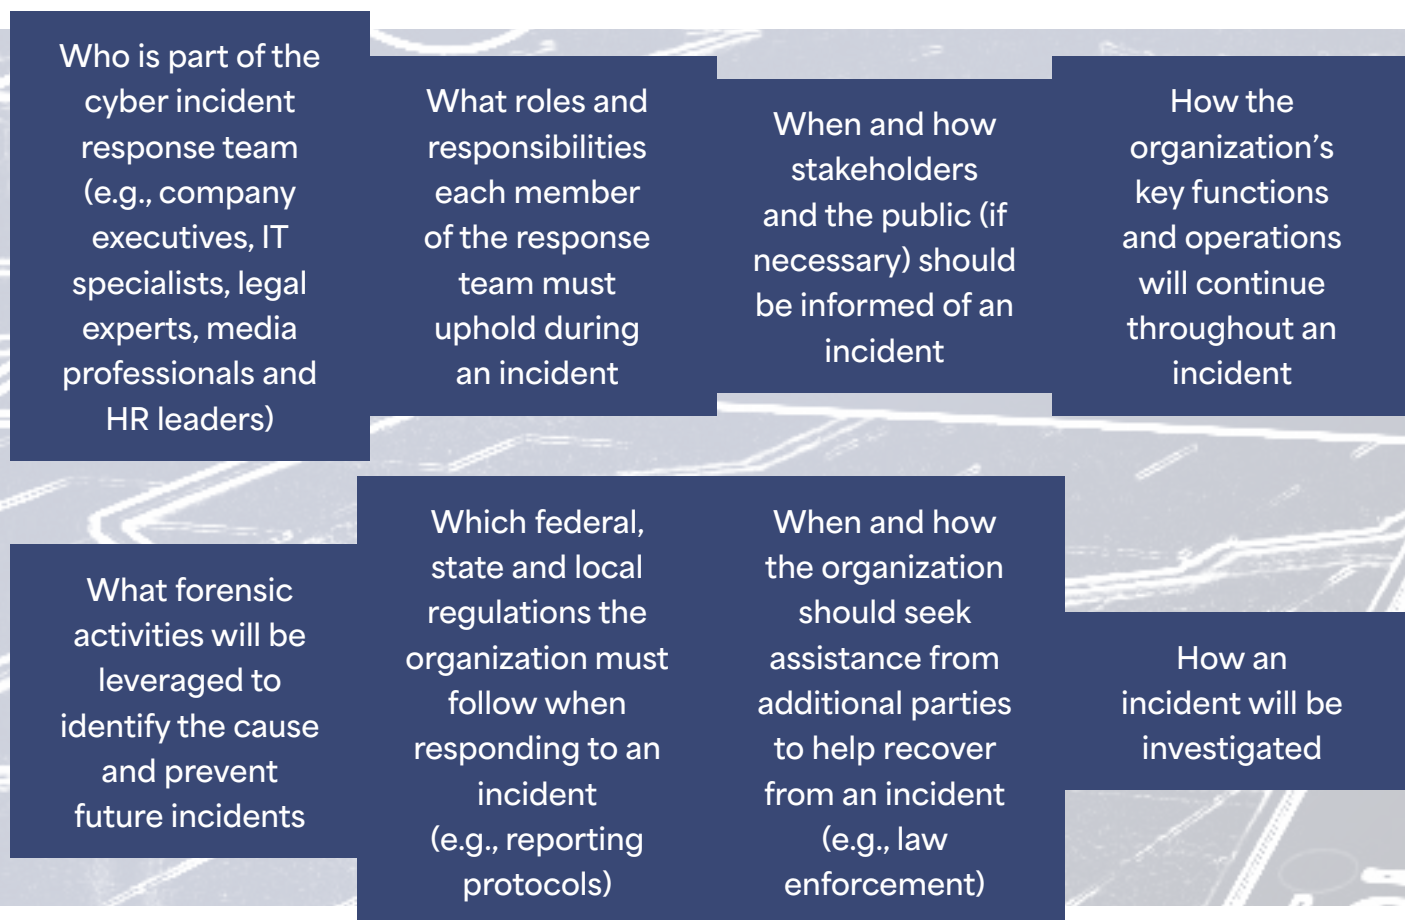 Who is part of the
cyber incident
response team
(e.g., company
executives, IT
specialists, legal
experts, media
professionals and
HR leaders)
What roles and
responsibilities
each member
of the response
team must
uphold during
an incident
When and how
stakeholders
and the public (if
necessary) should
be informed of an
incident
How the
organization’s
key functions
and operations
will continue
throughout an
incident
What forensic
activities will be
leveraged to
identify the cause
and prevent
future incidents
Which federal,
state and local
regulations the
organization must
follow when
responding to an
incident
(e.g., reporting
protocols)
When and how
the organization
should seek
assistance from
additional parties
to help recover
from an incident
(e.g., law
enforcement)
How an
incident will be
investigated